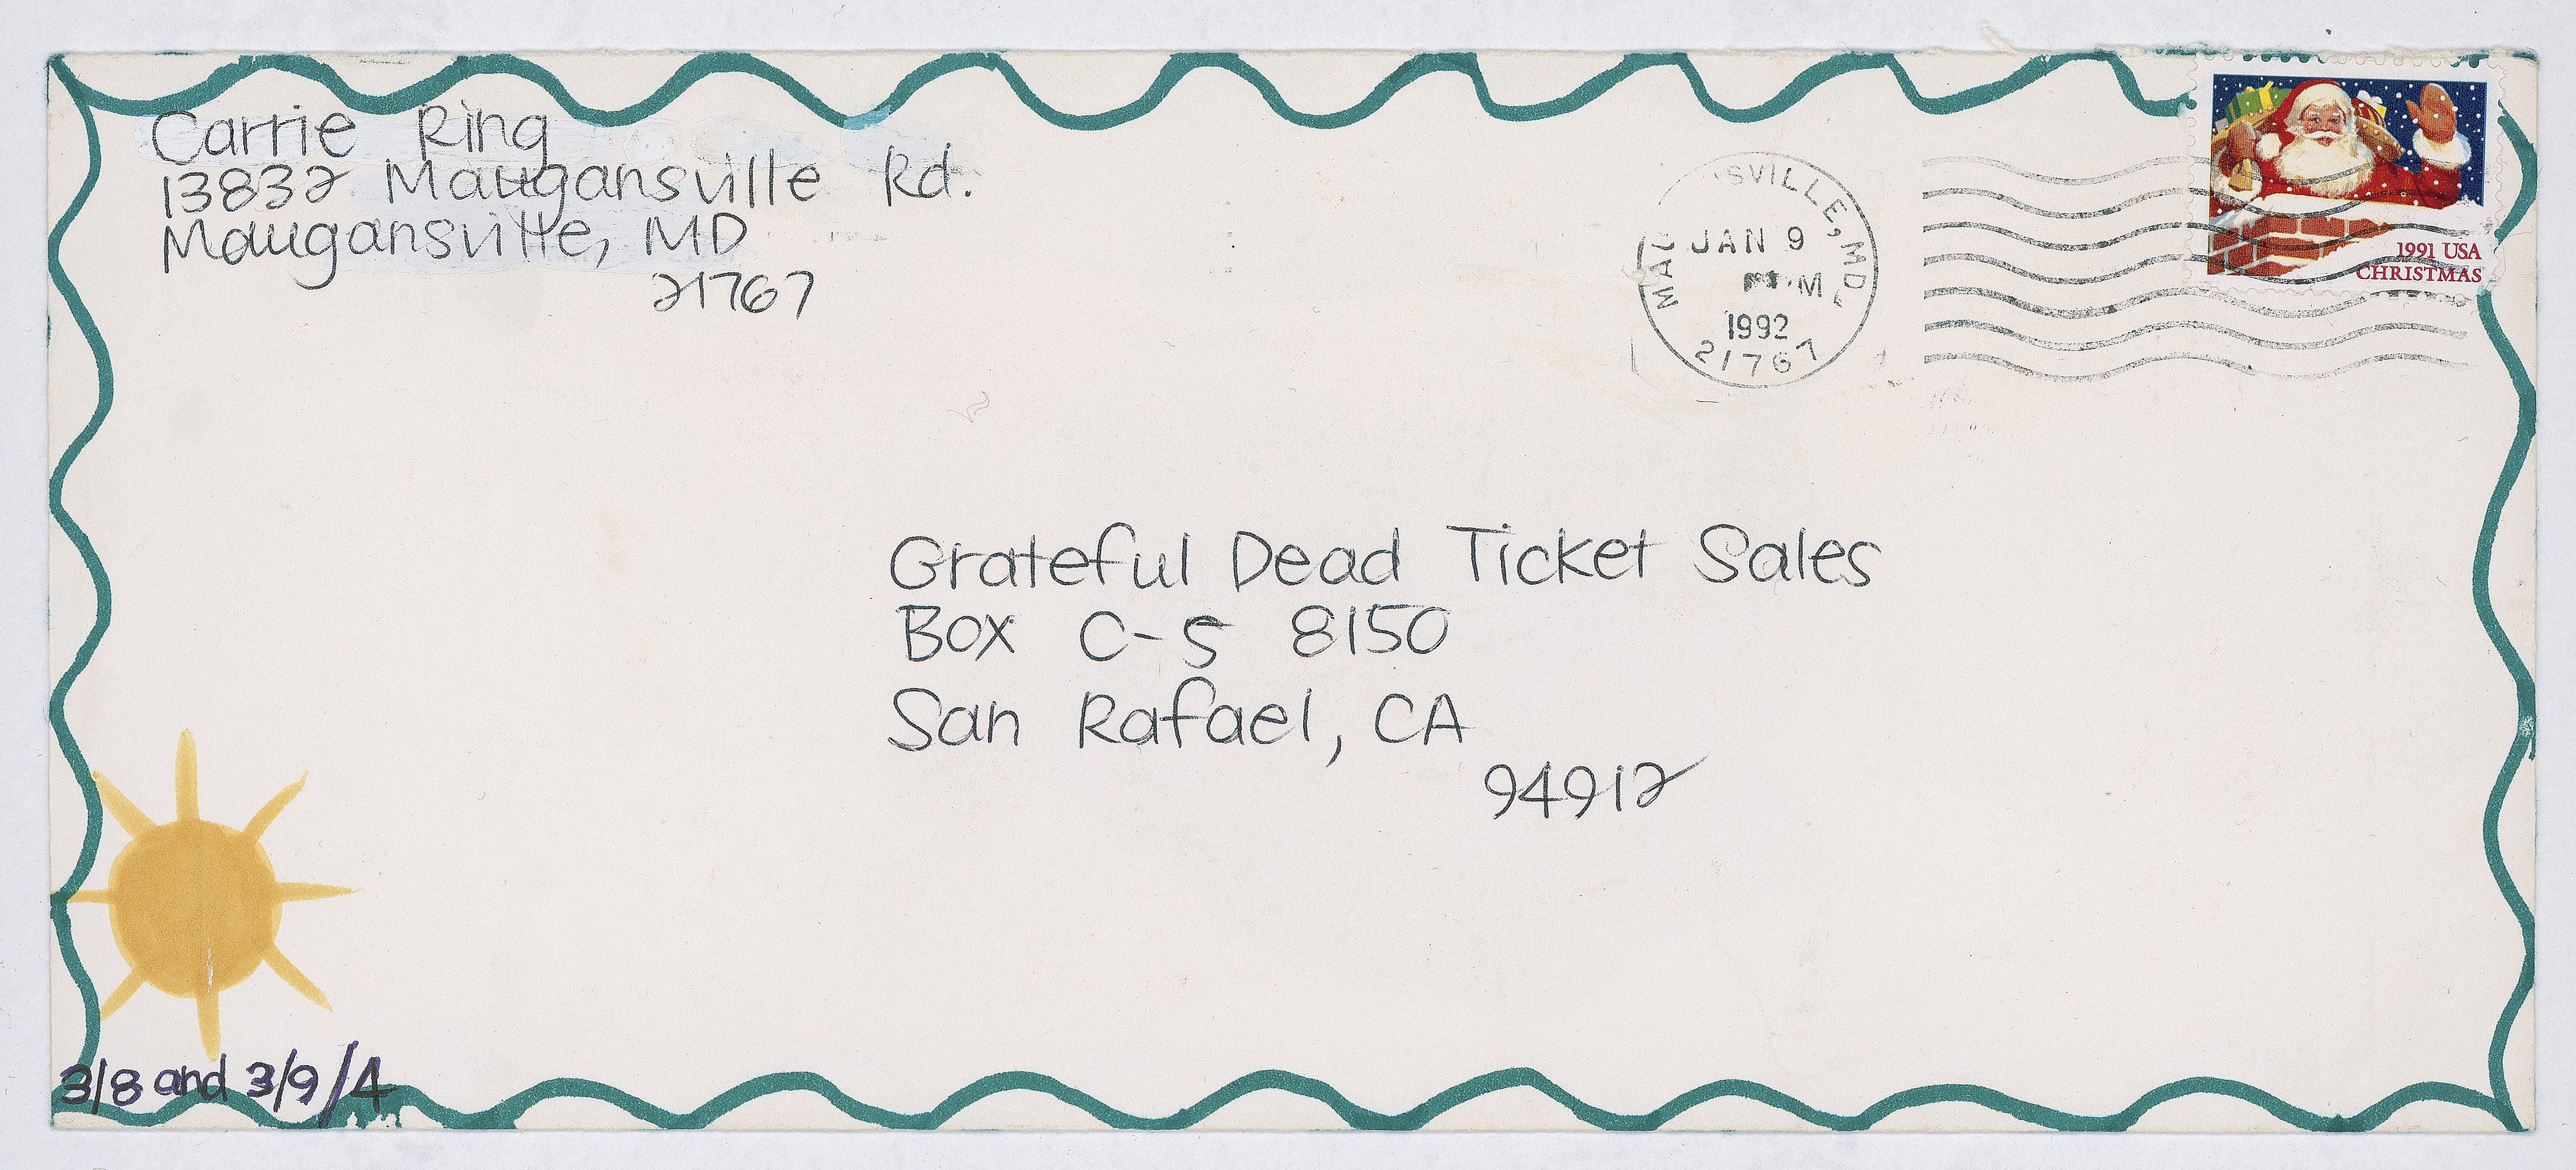 Carrie Ring
13832 Maugansville Rd.
Maugansville, MD
21767
SVILLE, MD
JAN 9
M
1992
21767
1991 USA
CHRISTMAS
Grateful Dead Ticket Sales
Box C-S 8150
San Rafael, CA
94912
3/8 and 3/9/4